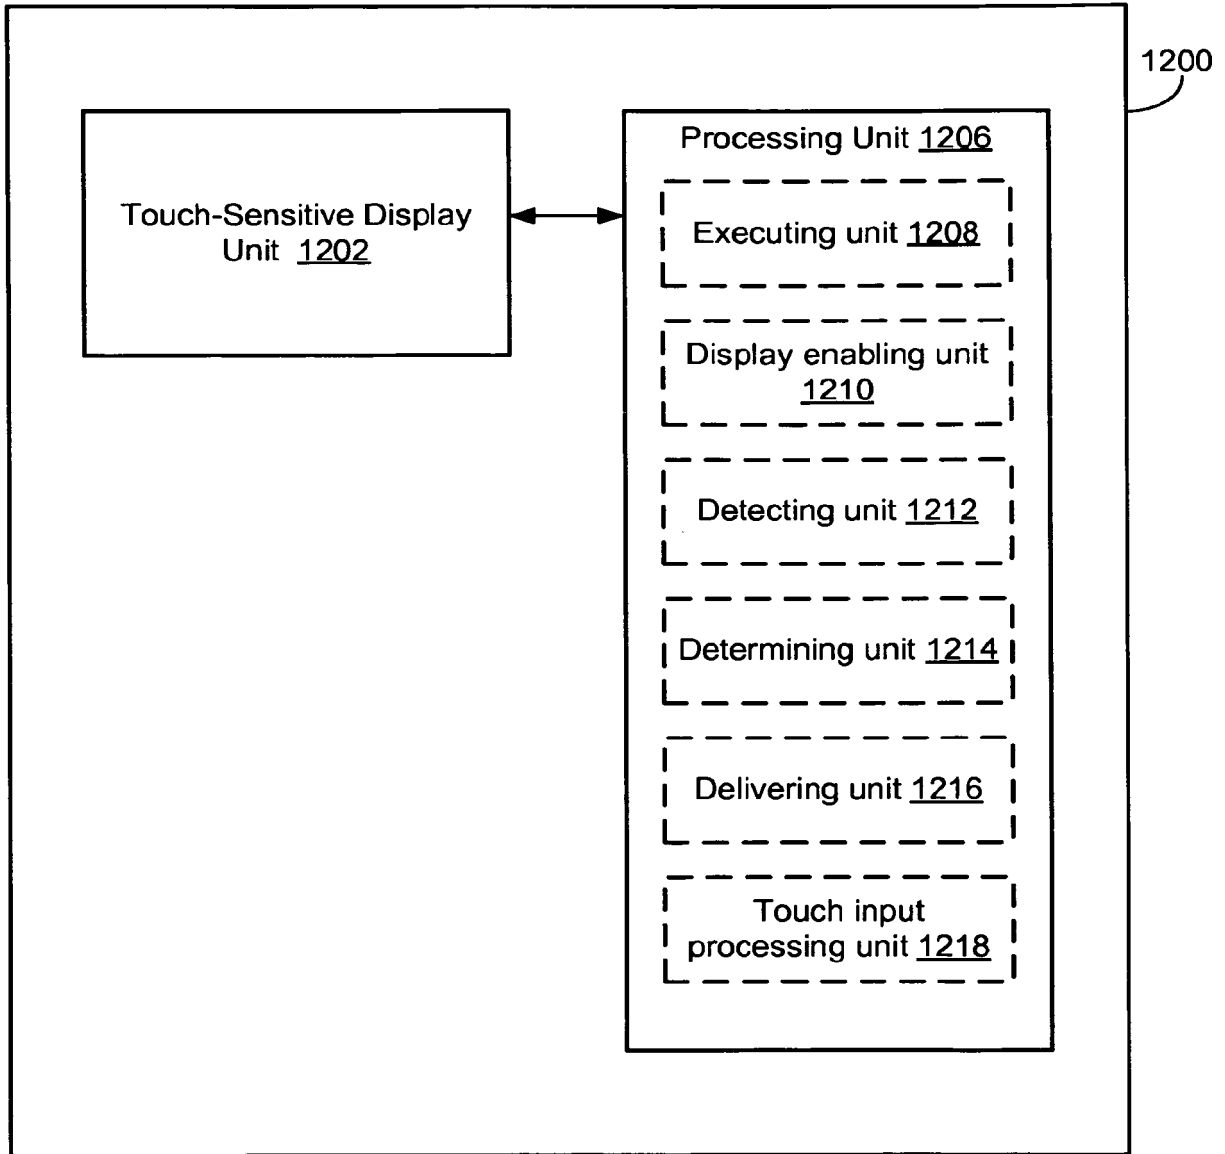 1200
Touch-Sensitive Display
Unit 1202
Processing Unit 1206
Executing unit 1208
Display enabling unit
1210
Detecting unit 1212
Determining unit 1214
Delivering unit 1216
Touch input
processing unit 1218